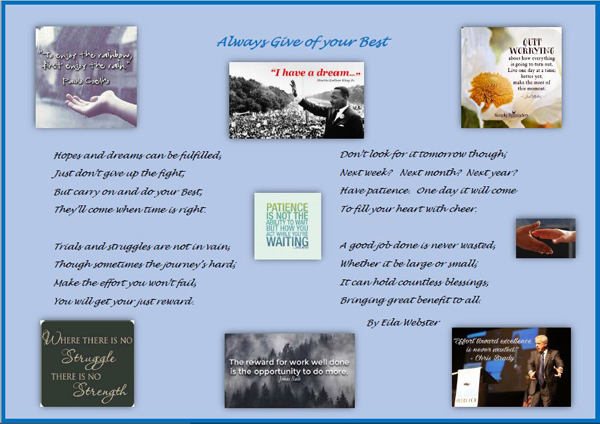 Always Give of your Best
"To enjoy the rainbow,
first enjoy the rain."
Paulo Coelho
"I have a dream..."
Martin Luther King Jr.
QUIT
WORRYING
about how everything
is going to turn out.
Live one day at a time;
better yet,
make the most of
this moment.
Hopes and dreams can be fulfilled,
Just don't give up the fight;
But carry on and do your Best,
They'll come when time is right.
Trials and struggles are not in vain;
Though sometimes the journey's hard;
Make the effort you won't fail,
You will get your just reward.
PATIENCE
IS NOT THE
ABILITY TO WAIT
BUT HOW YOU
ACT WHILE YOU'RE
WAITING
Don't look for it tomorrow though;
Next week? Next month? Next year?
Have patience. One day it will come
To fill your heart with cheer.
A good job done is never wasted,
Whether it be large or small;
It can hold countless blessings,
Bringing great benefit to all.
By Eila Webster
WHERE THERE IS NO
Struggle
THERE IS NO
Strength
The reward for work well done
is the opportunity to do more.
Jonas Salk
"Effort toward excellence
is never wasted!"
- Chris Brady